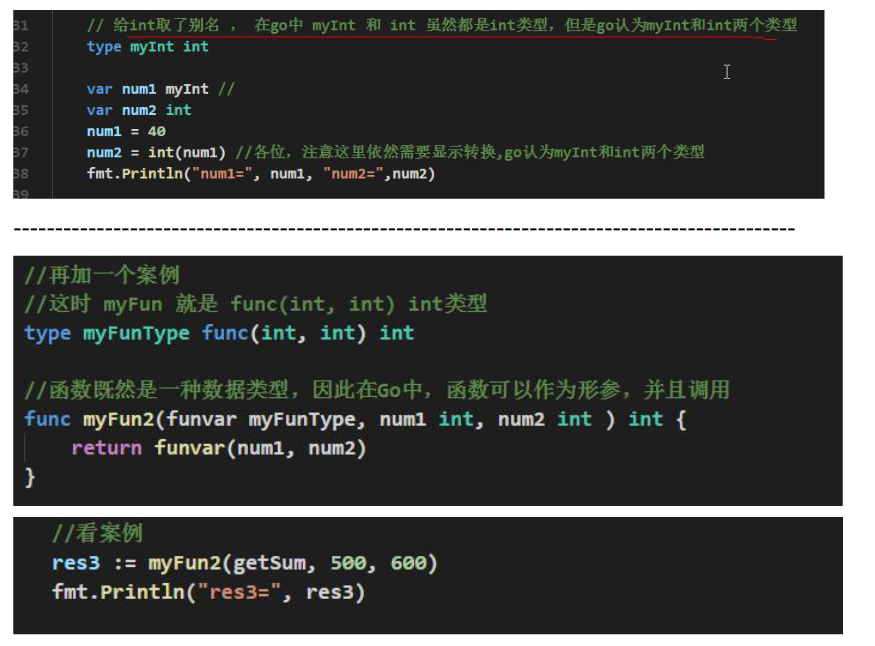 31 // 给int取了别名 ， 在go中 myInt 和 int 虽然都是int类型，但是go认为myInt和int两个类型
32 type myInt int
33
34 var num1 myInt //
35 var num2 int
36 num1 = 40
37 num2 = int(num1) //各位，注意这里依然需要显示转换,go认为myInt和int两个类型
38 fmt.Println("num1=", num1, "num2=",num2)
39
---------------------------------------------------------------------------------------------
//再加一个案例
//这时 myFun 就是 func(int, int) int类型
type myFunType func(int, int) int
//函数既然是一种数据类型，因此在Go中，函数可以作为形参，并且调用
func myFun2(funvar myFunType, num1 int, num2 int ) int {
return funvar(num1, num2)
}
//看案例
res3 := myFun2(getSum, 500, 600)
fmt.Println("res3=", res3)